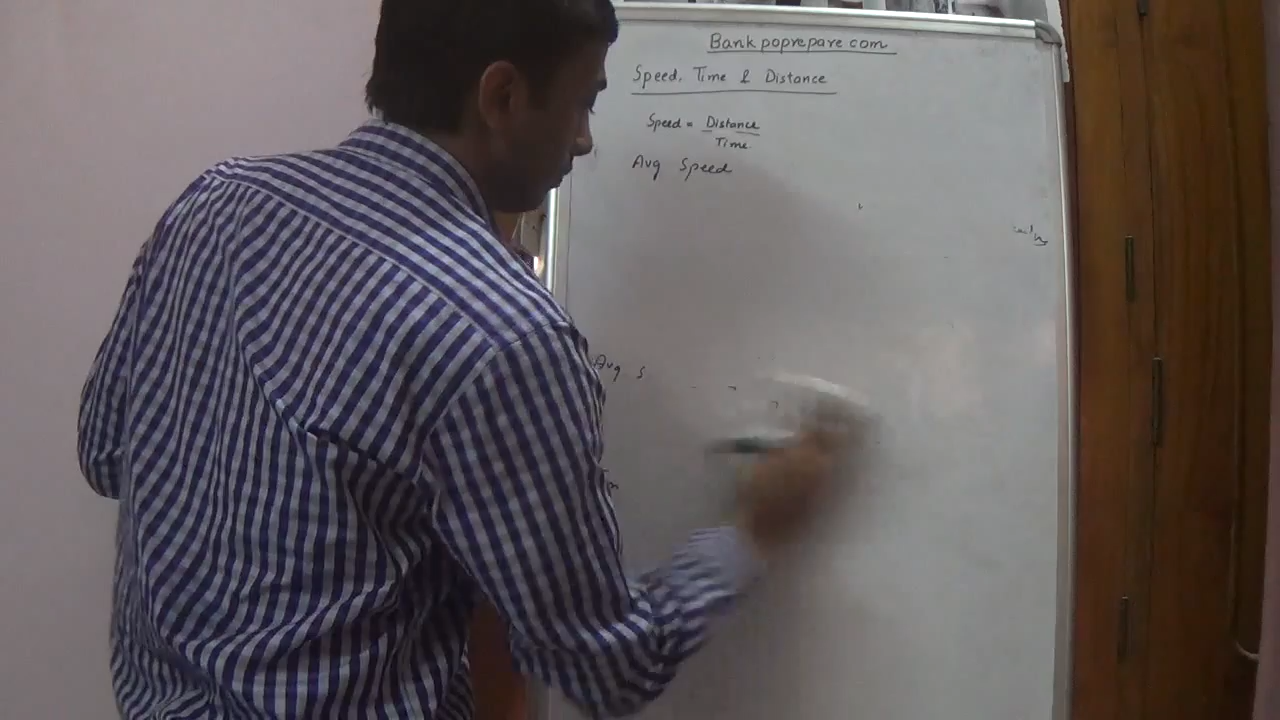 Bankpoprepare com
Speed, Time & Distance
Speed = Distance
Time
Avg Speed
Avg S